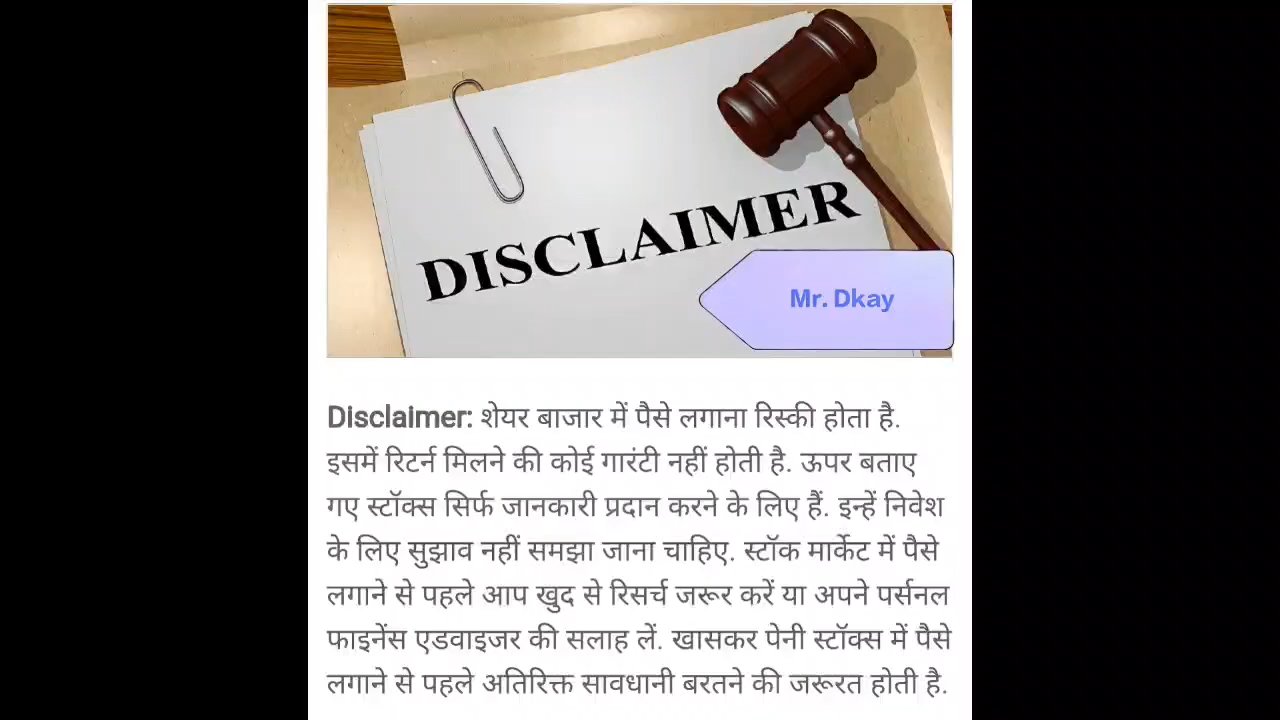 DISCLAIMER
Mr. Dkay
Disclaimer: शेयर बाजार में पैसे लगाना रिस्की होता है.
इसमें रिटर्न मिलने की कोई गारंटी नहीं होती है. ऊपर बताए
गए स्टॉक्स सिर्फ जानकारी प्रदान करने के लिए हैं. इन्हें निवेश
के लिए सुझाव नहीं समझा जाना चाहिए. स्टॉक मार्केट में पैसे
लगाने से पहले आप खुद से रिसर्च जरूर करें या अपने पर्सनल
फाइनेंस एडवाइजर की सलाह लें. खासकर पेनी स्टॉक्स में पैसे
लगाने से पहले अतिरिक्त सावधानी बरतने की जरूरत होती है.